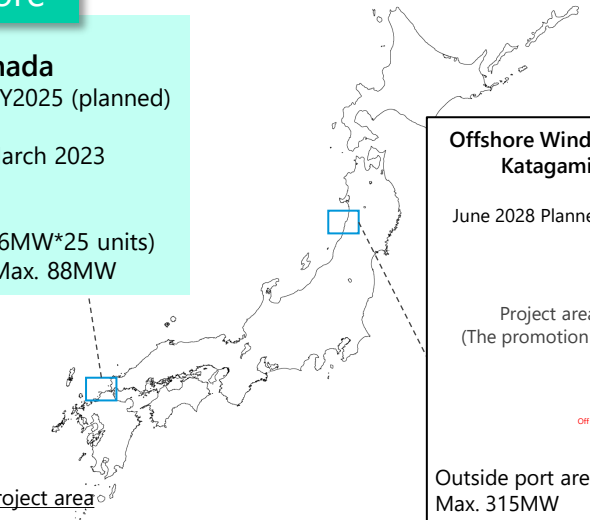 ore
nada
Y2025 (planned)
arch 2023
6MW*25 units)
Max. 88MW
Offshore Wind
Katagami
June 2028 Planne
Project area
(The promotion
Off
Outside port are
Max. 315MW
roject area